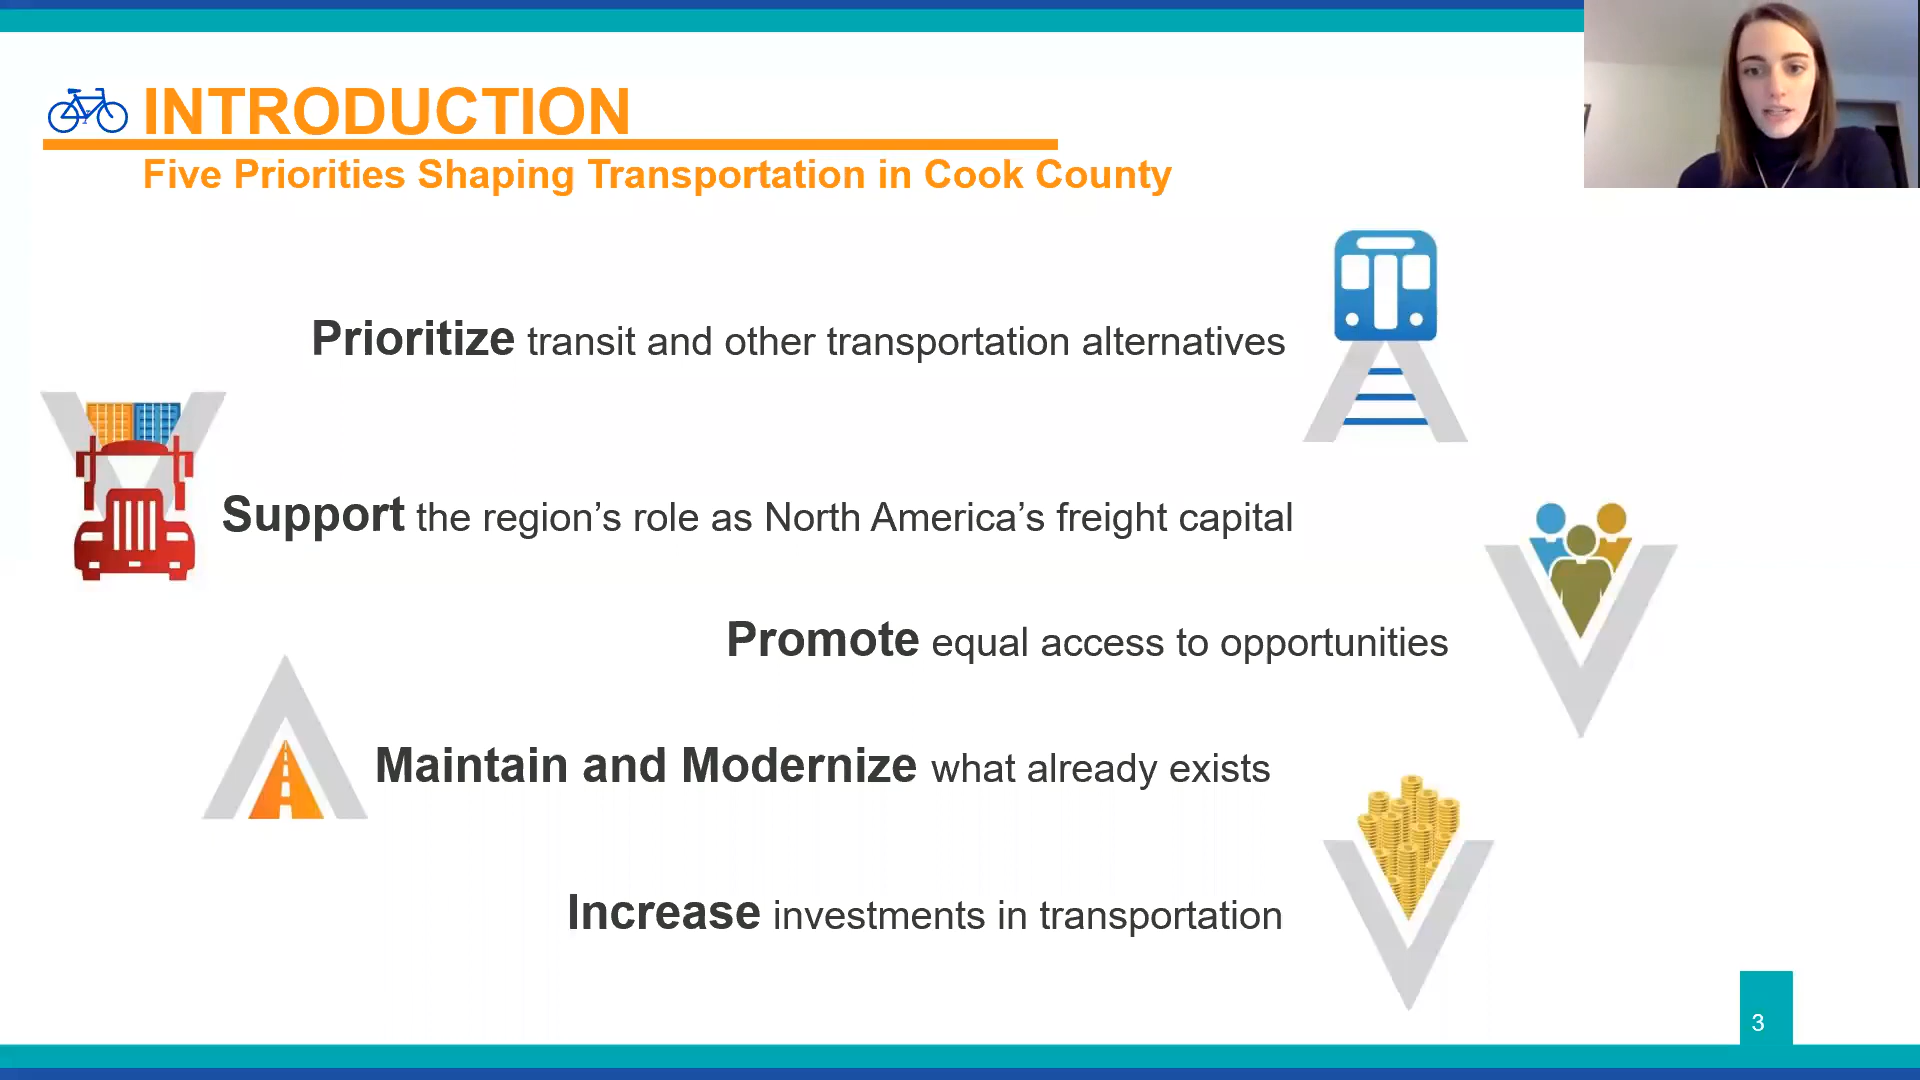 INTRODUCTION
Five Priorities Shaping Transportation in Cook County
Prioritize transit and other transportation alternatives
Support the region’s role as North America’s freight capital
Promote equal access to opportunities
Maintain and Modernize what already exists
Increase investments in transportation
3